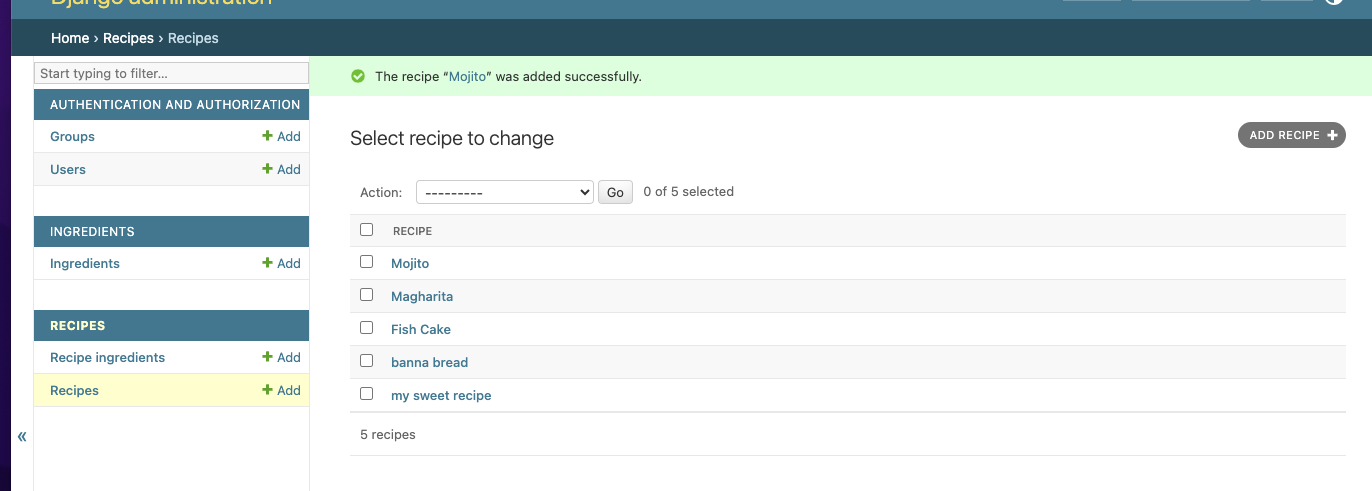 Django administration
Home › Recipes › Recipes
Start typing to filter...
AUTHENTICATION AND AUTHORIZATION
Groups + Add
Users + Add
INGREDIENTS
Ingredients + Add
RECIPES
Recipe ingredients + Add
Recipes + Add
«
The recipe “Mojito” was added successfully.
Select recipe to change
ADD RECIPE +
Action: --------- Go 0 of 5 selected
RECIPE
Mojito
Magharita
Fish Cake
banna bread
my sweet recipe
5 recipes